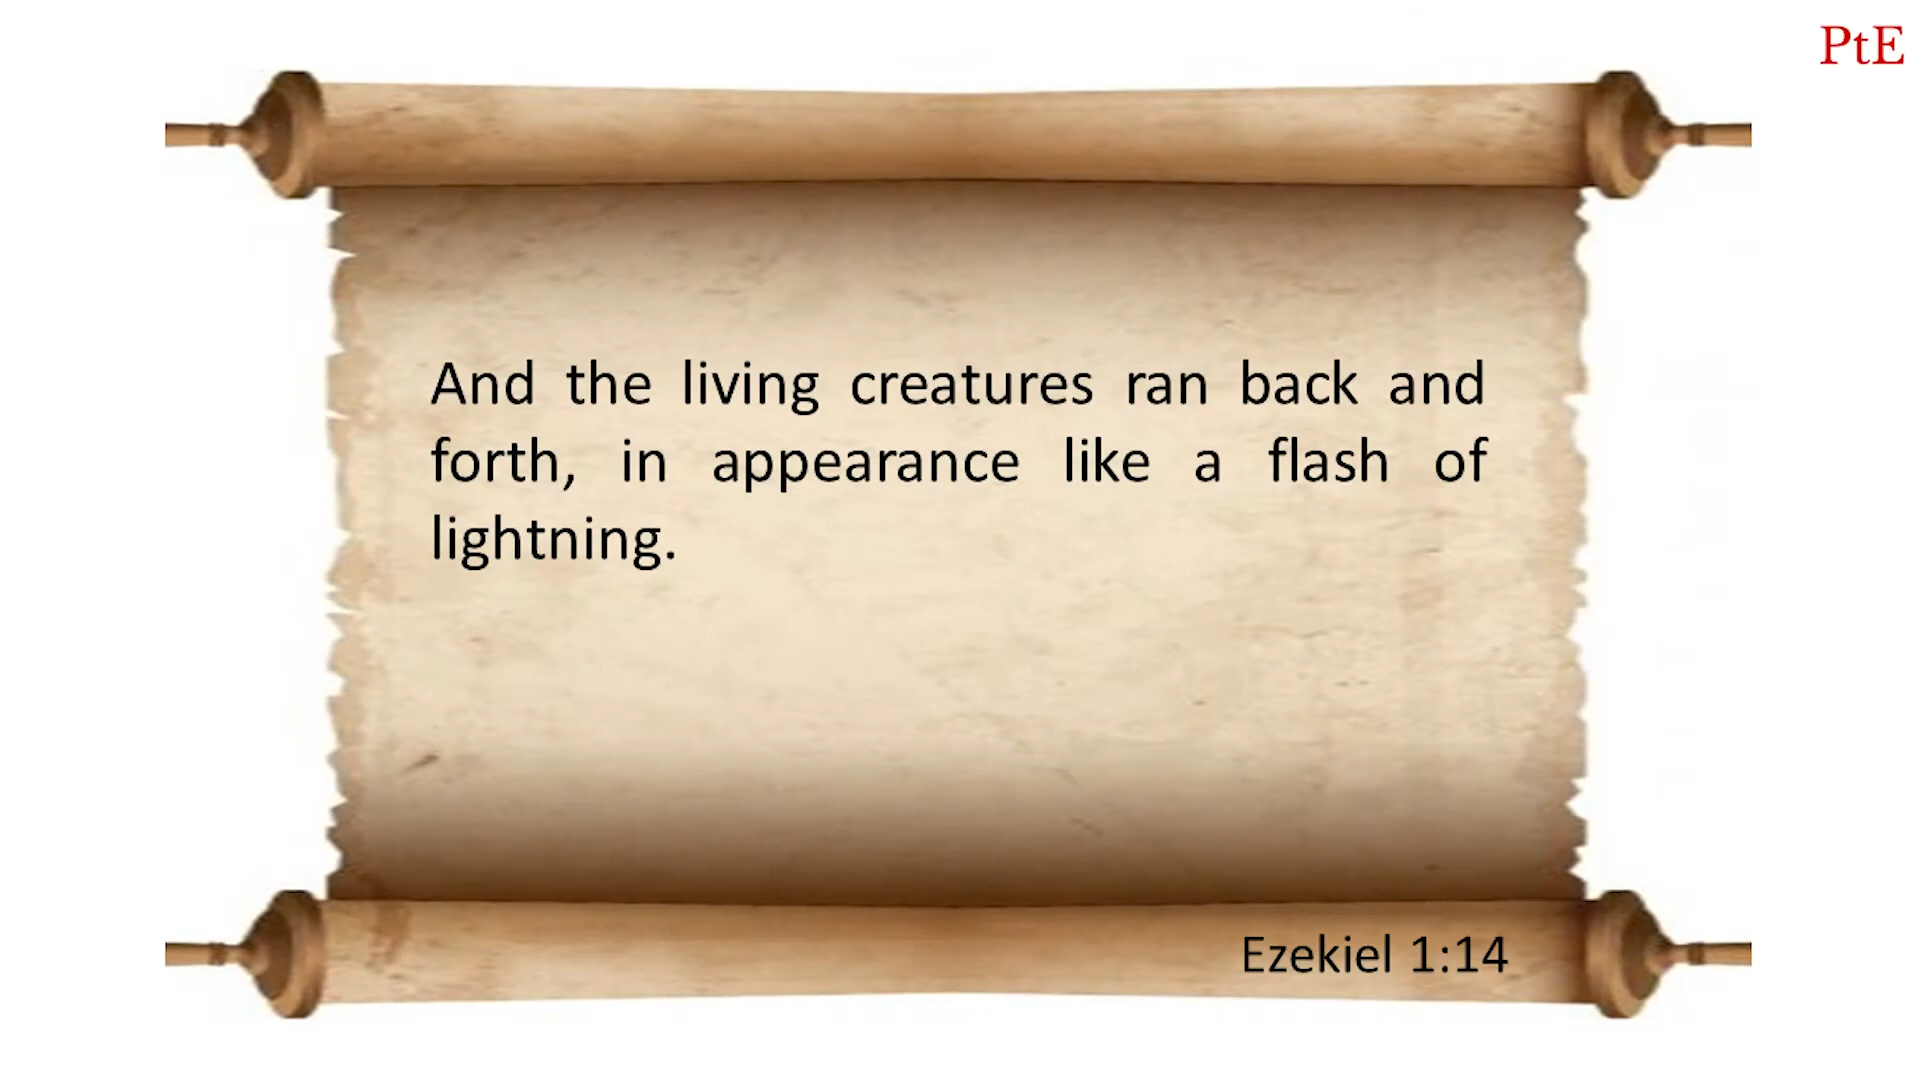 PtE
And the living creatures ran back and
forth, in appearance like a flash of
lightning.
Ezekiel 1:14